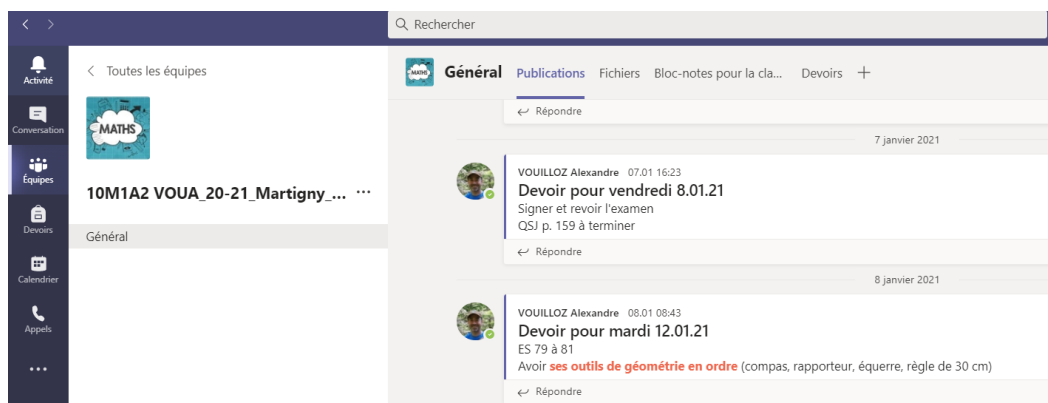 Rechercher
Activité
Conversation
Équipes
Devoirs
Calendrier
Appels
Toutes les équipes
MATHS
10M1A2 VOUA_20-21_Martigny_... ...
Général
MATHS
Général Publications Fichiers Bloc-notes pour la cla... Devoirs
Répondre
7 janvier 2021
VOUILLOZ Alexandre 07.01 16:23
Devoir pour vendredi 8.01.21
Signer et revoir l'examen
QSJ p. 159 à terminer
Répondre
8 janvier 2021
VOUILLOZ Alexandre 08.01 08:43
Devoir pour mardi 12.01.21
ES 79 à 81
Avoir ses outils de géométrie en ordre (compas, rapporteur, équerre, règle de 30 cm)
Répondre